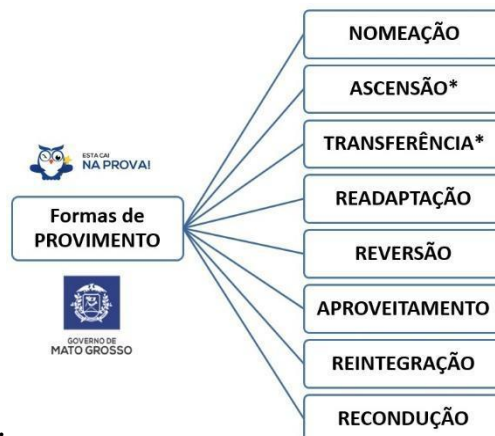 NOMEAÇÃO
ASCENSÃO*
ESTA CAI
NA PROVA!
TRANSFERÊNCIA*
READAPTAÇÃO
Formas de
PROVIMENTO
REVERSÃO
APROVEITAMENTO
GOVERNO DE
MATO GROSSO
REINTEGRAÇÃO
RECONDUÇÃO
.